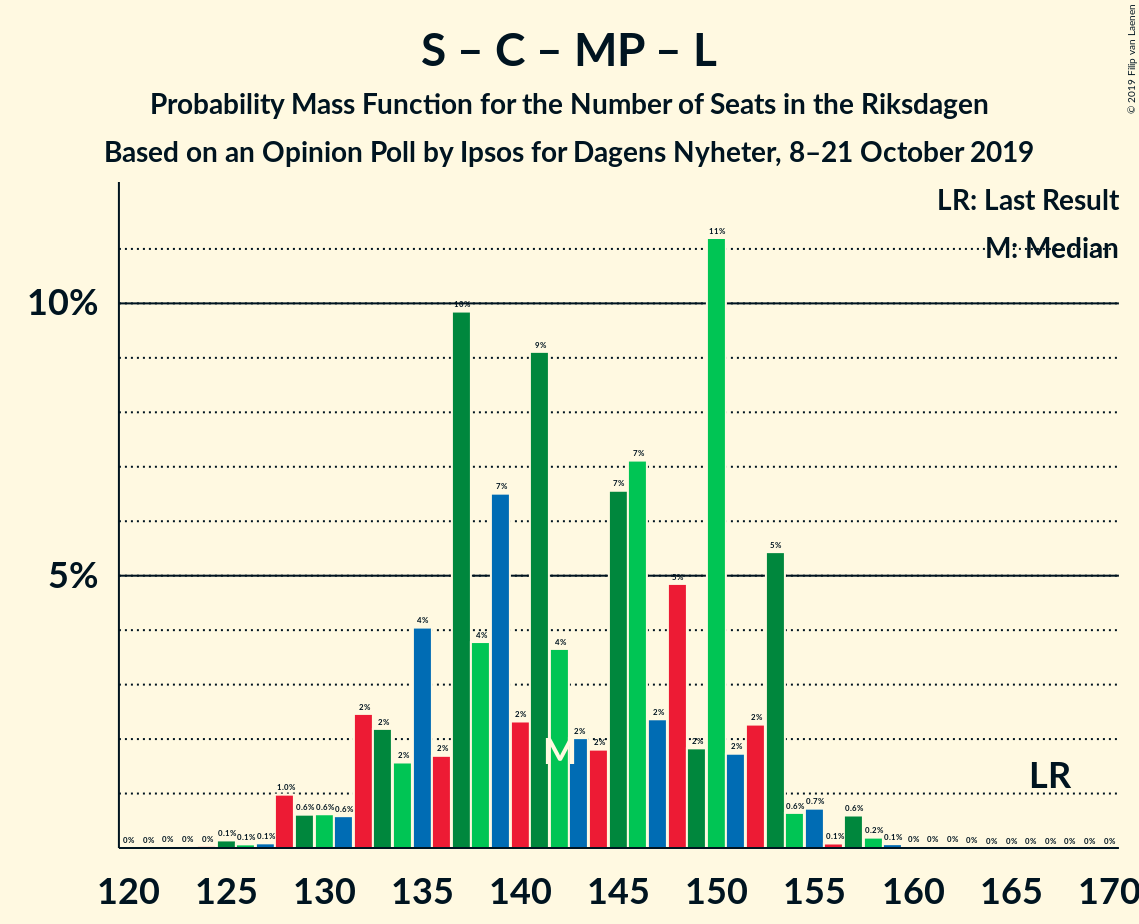 S – C – MP – L
Probability Mass Function for the Number of Seats in the Riksdagen
Based on an Opinion Poll by Ipsos for Dagens Nyheter, 8–21 October 2019
© 2019 Filip van Laenen
LR: Last Result
M: Median
10%
5%
0% 0% 0% 0% 0% 0.1% 0.1% 0.1% 1.0% 0.6% 0.6% 0.6% 2% 2% 2% 4% 2% 10% 4% 7% 2% 9% 4% 2% 2% 7% 7% 2% 5% 2% 11% 2% 2% 5% 0.6% 0.7% 0.1% 0.6% 0.2% 0.1% 0% 0% 0% 0% 0% 0% 0% 0% 0% 0% 0%
M
LR
120 125 130 135 140 145 150 155 160 165 170